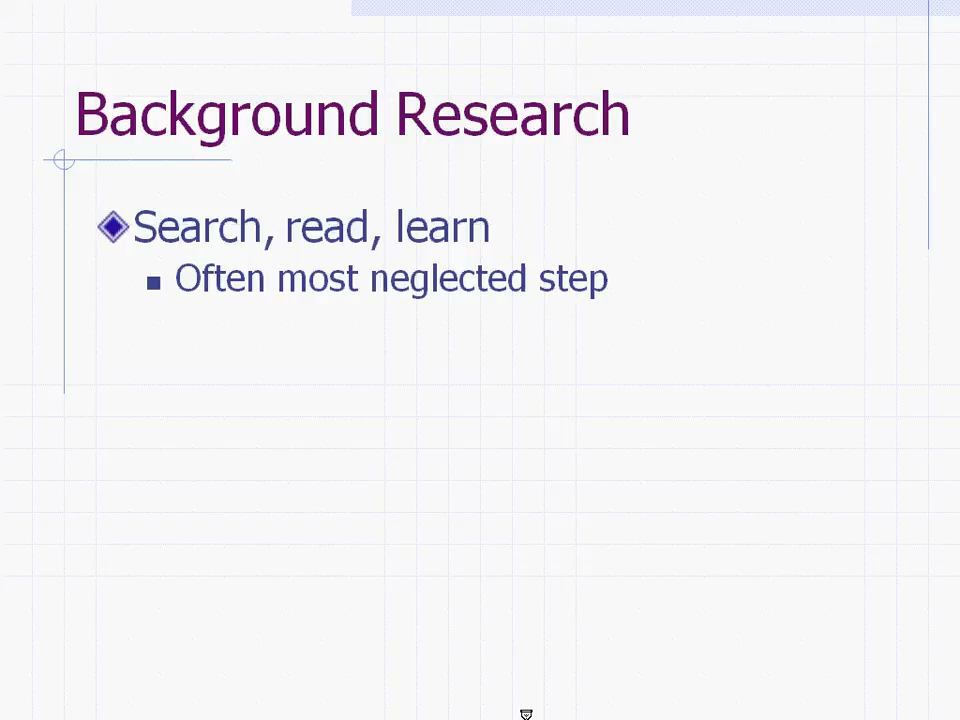 Background Research
Search, read, learn
Often most neglected step